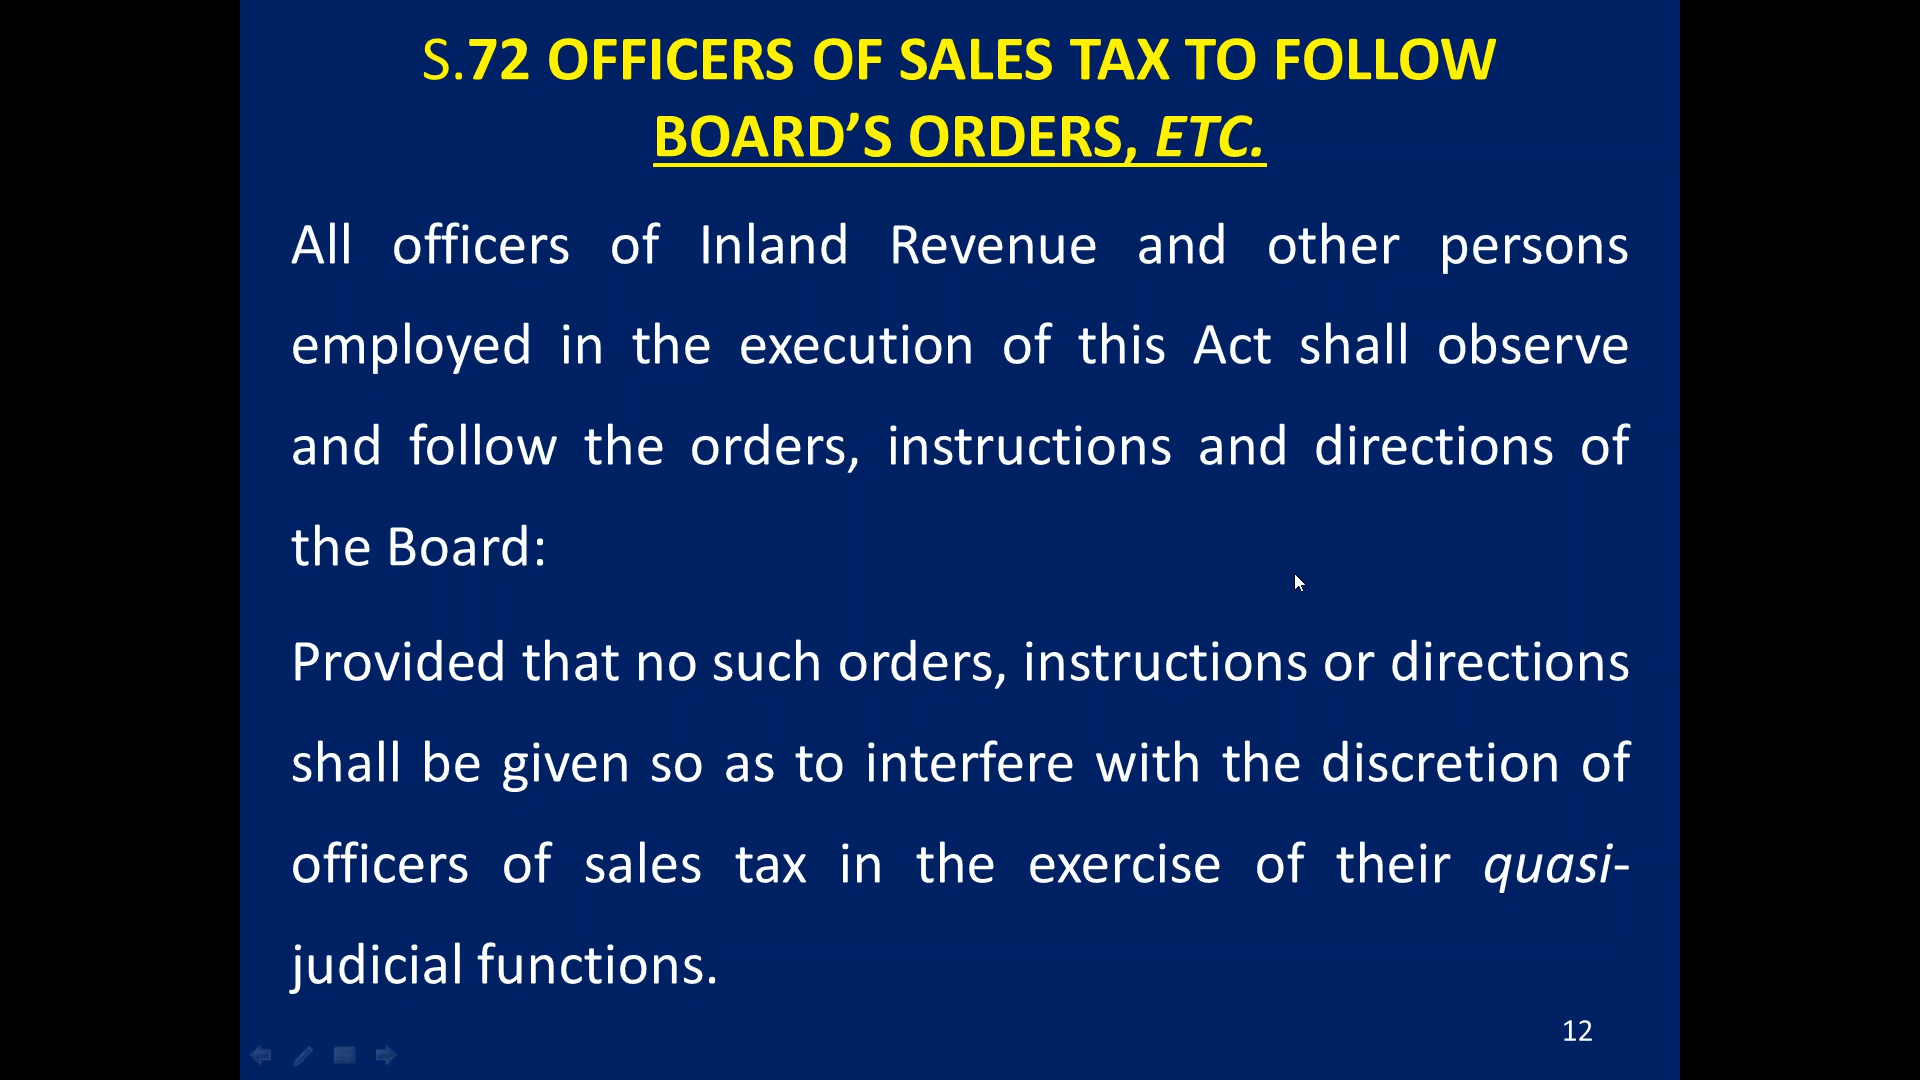 S.72 OFFICERS OF SALES TAX TO FOLLOW
BOARD’S ORDERS, ETC.
All officers of Inland Revenue and other persons
employed in the execution of this Act shall observe
and follow the orders, instructions and directions of
the Board:
Provided that no such orders, instructions or directions
shall be given so as to interfere with the discretion of
officers of sales tax in the exercise of their quasi-
judicial functions.
12